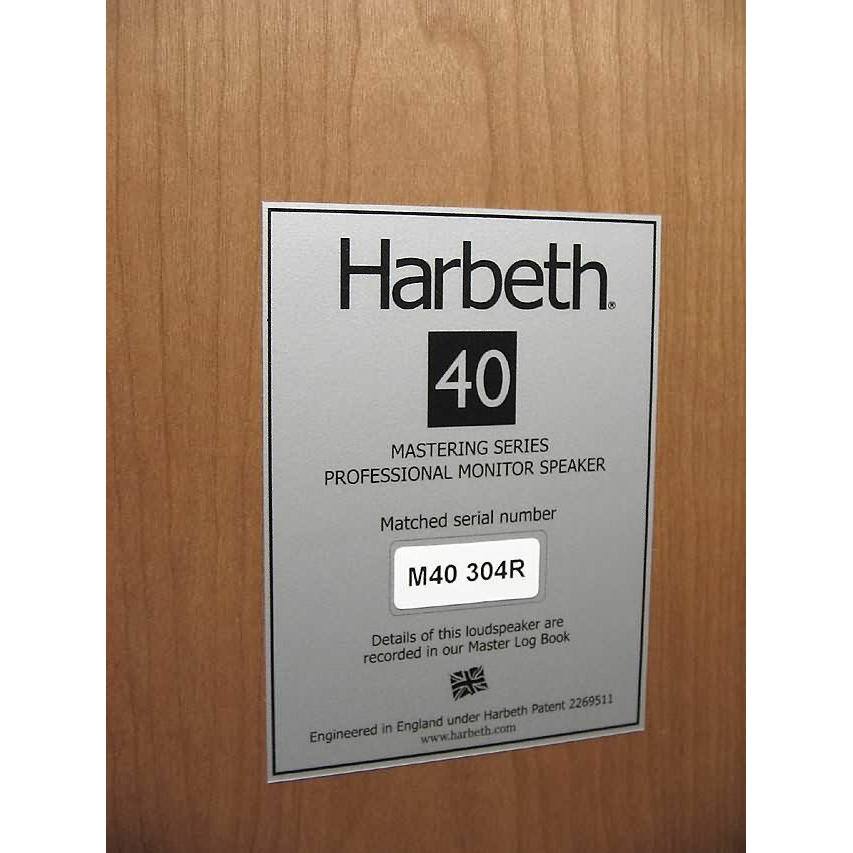 Harbeth®
40
MASTERING SERIES
PROFESSIONAL MONITOR SPEAKER
Matched serial number
M40 304R
Details of this loudspeaker are
recorded in our Master Log Book
Engineered in England under Harbeth Patent 2269511
www.harbeth.com